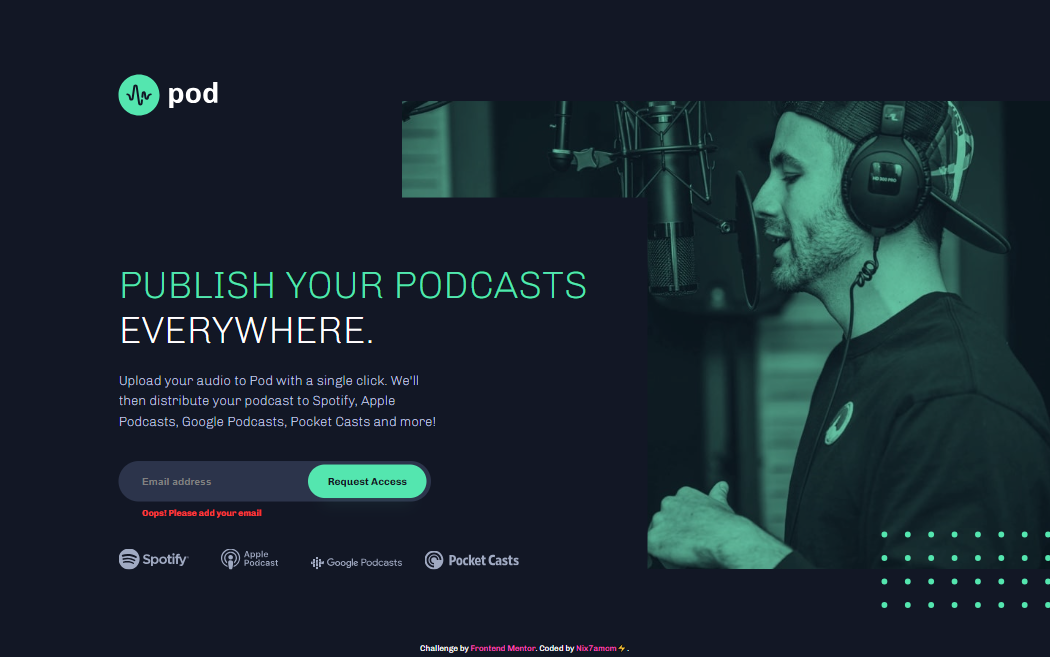 pod
PUBLISH YOUR PODCASTS
EVERYWHERE.
Upload your audio to Pod with a single click. We'll
then distribute your podcast to Spotify, Apple
Podcasts, Google Podcasts, Pocket Casts and more!
Email address
Request Access
Oops! Please add your email
Spotify
Apple
Podcast
Google Podcasts
Pocket Casts
Challenge by Frontend Mentor. Coded by Nix7amom ⚡.